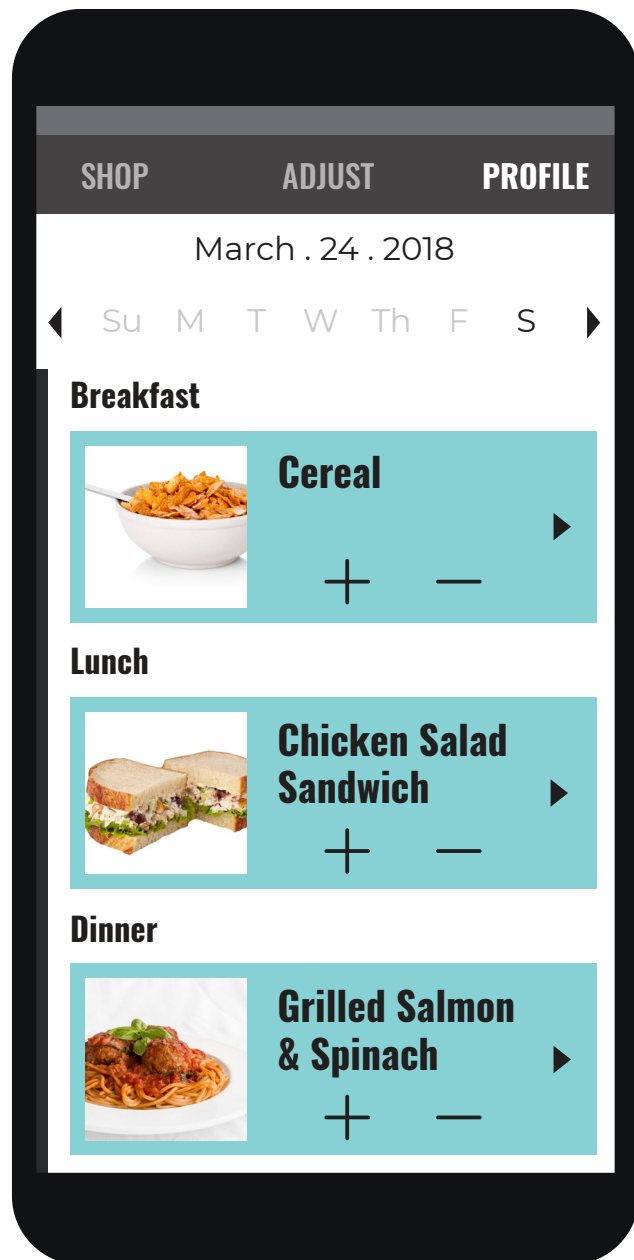 SHOP ADJUST PROFILE
March . 24 . 2018
Su M T W Th F S
Breakfast
Cereal
Lunch
Chicken Salad
Sandwich
Dinner
Grilled Salmon
& Spinach